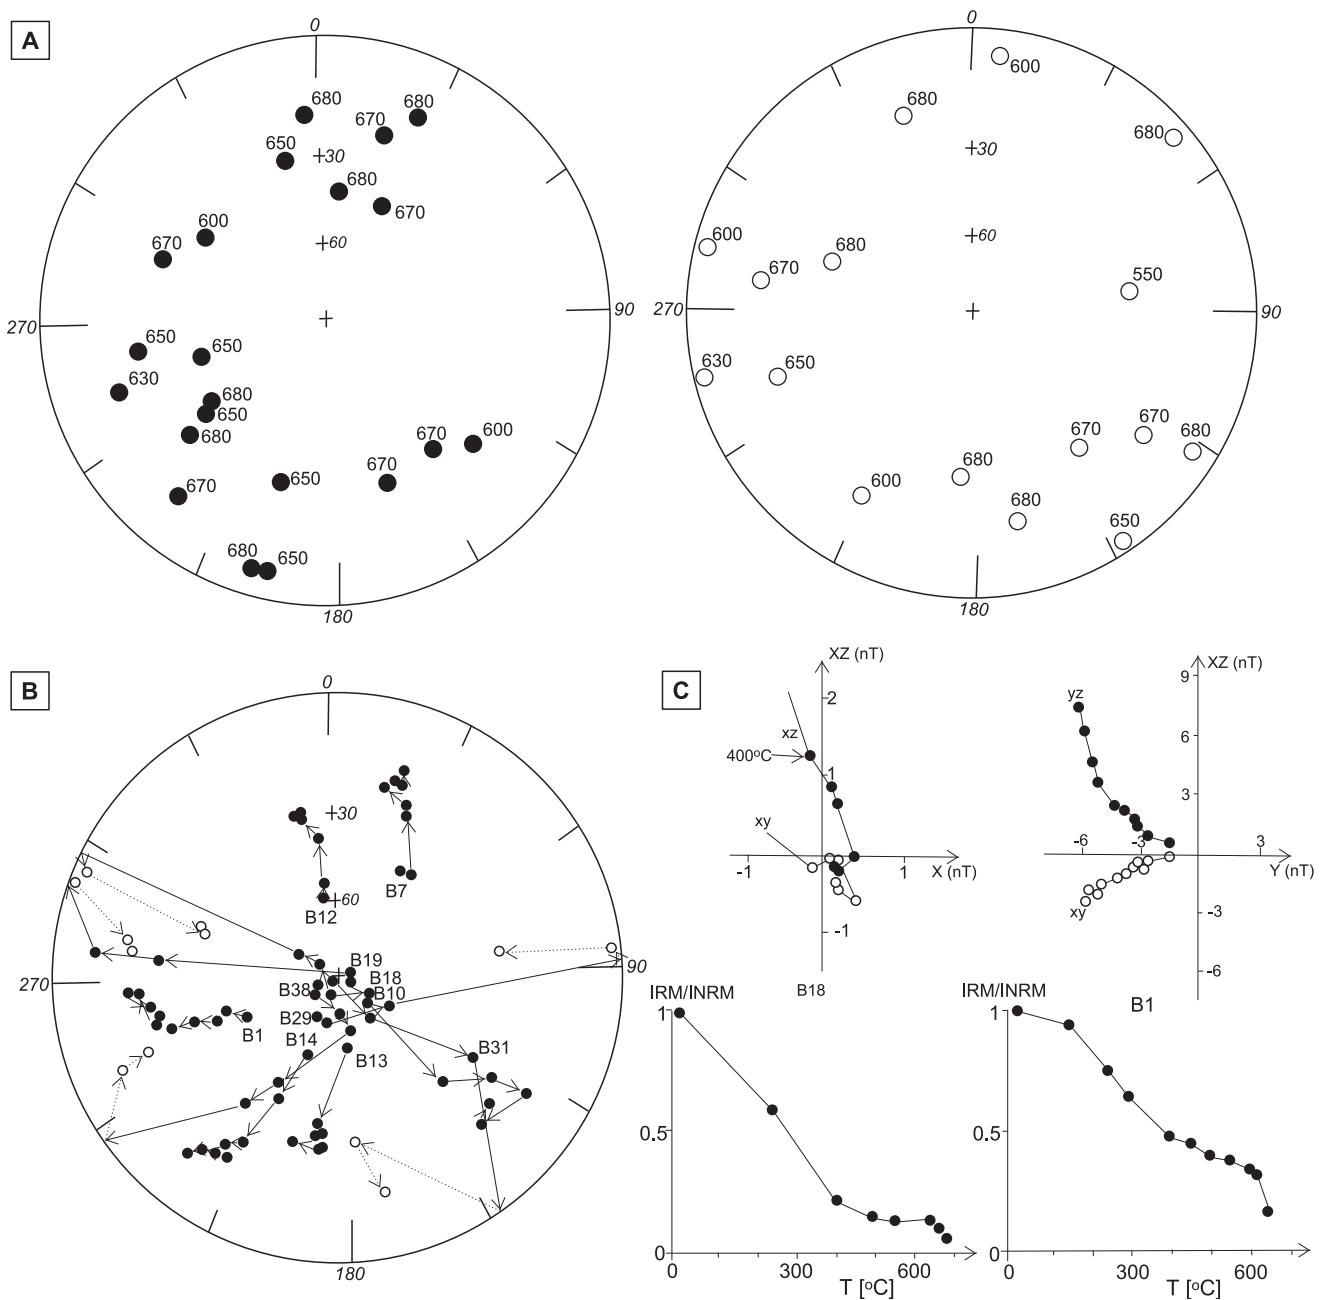 A
0
680
680
670
650
+30
680
670
600
670
+60
90
270
650
650
630
680
650
680
670
600
670
650
670
680
650
180
0
600
680
680
+30
600
+60
680
670
550
270
90
630
650
670
670
680
680
600
680
650
180
B
0
+30
B7
B12
+60
B19
90
B18
270
B38
B10
B29
B1
B14
B13
B31
180
C
XZ (nT)
2
xz
400°C
1
xy
-1
1
X (nT)
-1
B18
XZ (nT)
9
yz
6
3
-6
-3
3
Y (nT)
xy
-3
-6
B1
IRM/INRM
0.5
0
0
300
600
T [°C]
IRM/INRM
1
0.5
0
0
300
600
T [°C]